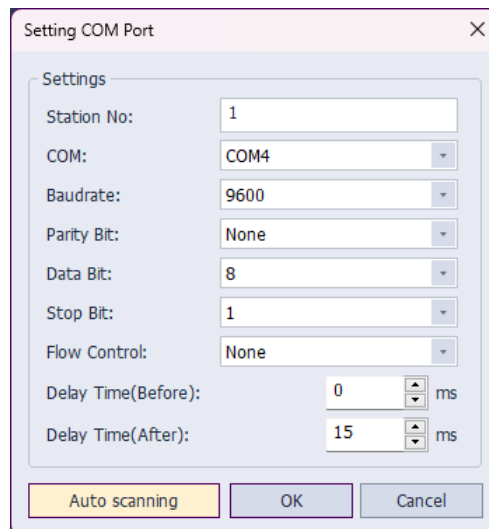 Setting COM Port
Settings
Station No: 1
COM: COM4
Baudrate: 9600
Parity Bit: None
Data Bit: 8
Stop Bit: 1
Flow Control: None
Delay Time(Before): 0 ms
Delay Time(After): 15 ms
Auto scanning OK Cancel